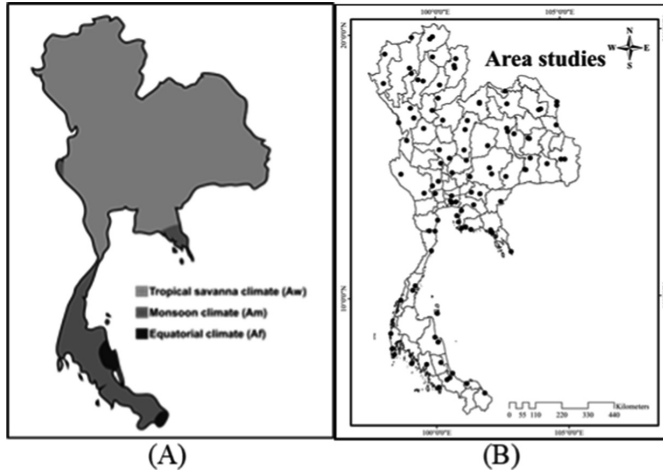 Tropical savanna climate (Aw)
Monsoon climate (Am)
Equatorial climate (Af)
(A)
100°0'0"E
105°0'0"E
20°0'0"N
Area studies
N
W E
S
10°0'0"N
Kilometers
0 55 110 220 330 440
100°0'0"E
105°0'0"E
(B)